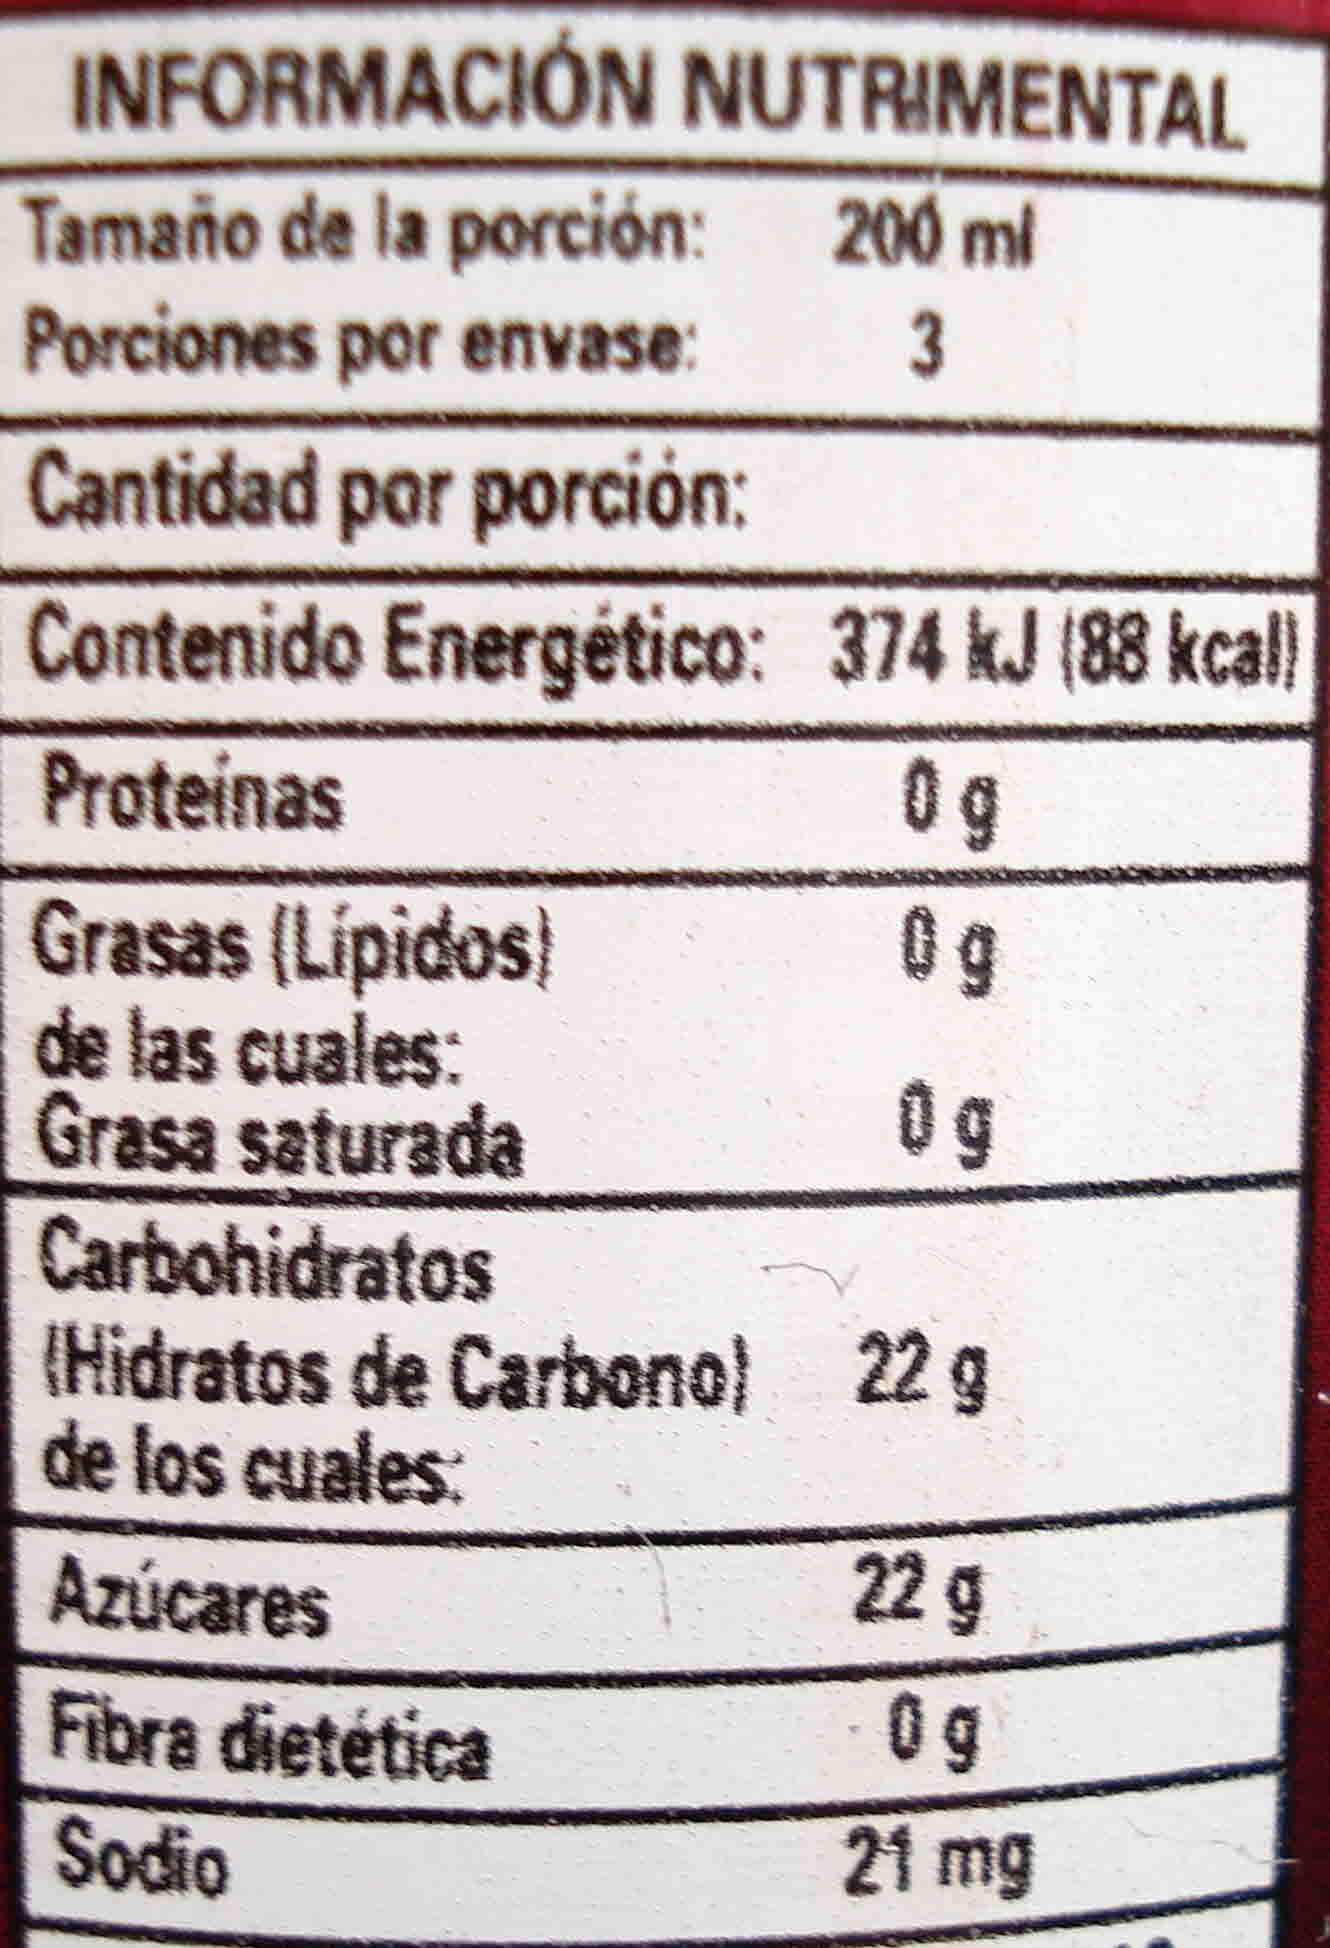 INFORMACIÓN NUTRIMENTAL
Tamaño de la porción: 200 ml
Porciones por envase: 3
Cantidad por porción:
Contenido Energético: 374 kJ (88 kcal)
Proteínas 0 g
Grasas (Lípidos) 0 g
de las cuales:
Grasa saturada 0 g
Carbohidratos
(Hidratos de Carbono) 22 g
de los cuales:
Azúcares 22 g
Fibra dietética 0 g
Sodio 21 mg